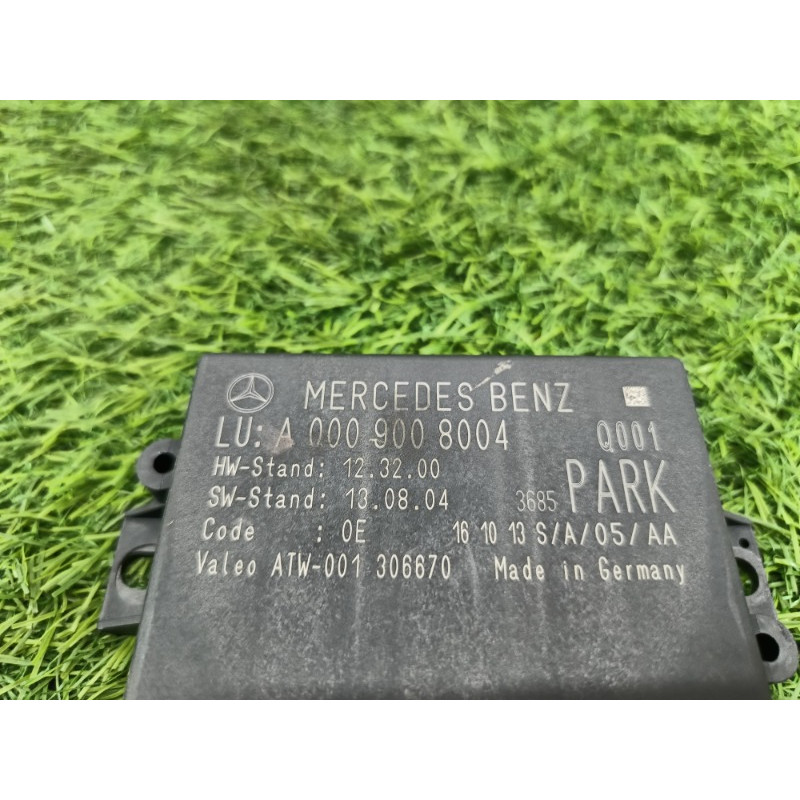 MERCEDES BENZ
LU: A 000 900 8004 Q001
HW-Stand: 12.32.00
SW-Stand: 13.08.04 3685 PARK
Code : 0E 16 10 13 S/A/05/AA
Valeo ATW-001 306670 Made in Germany